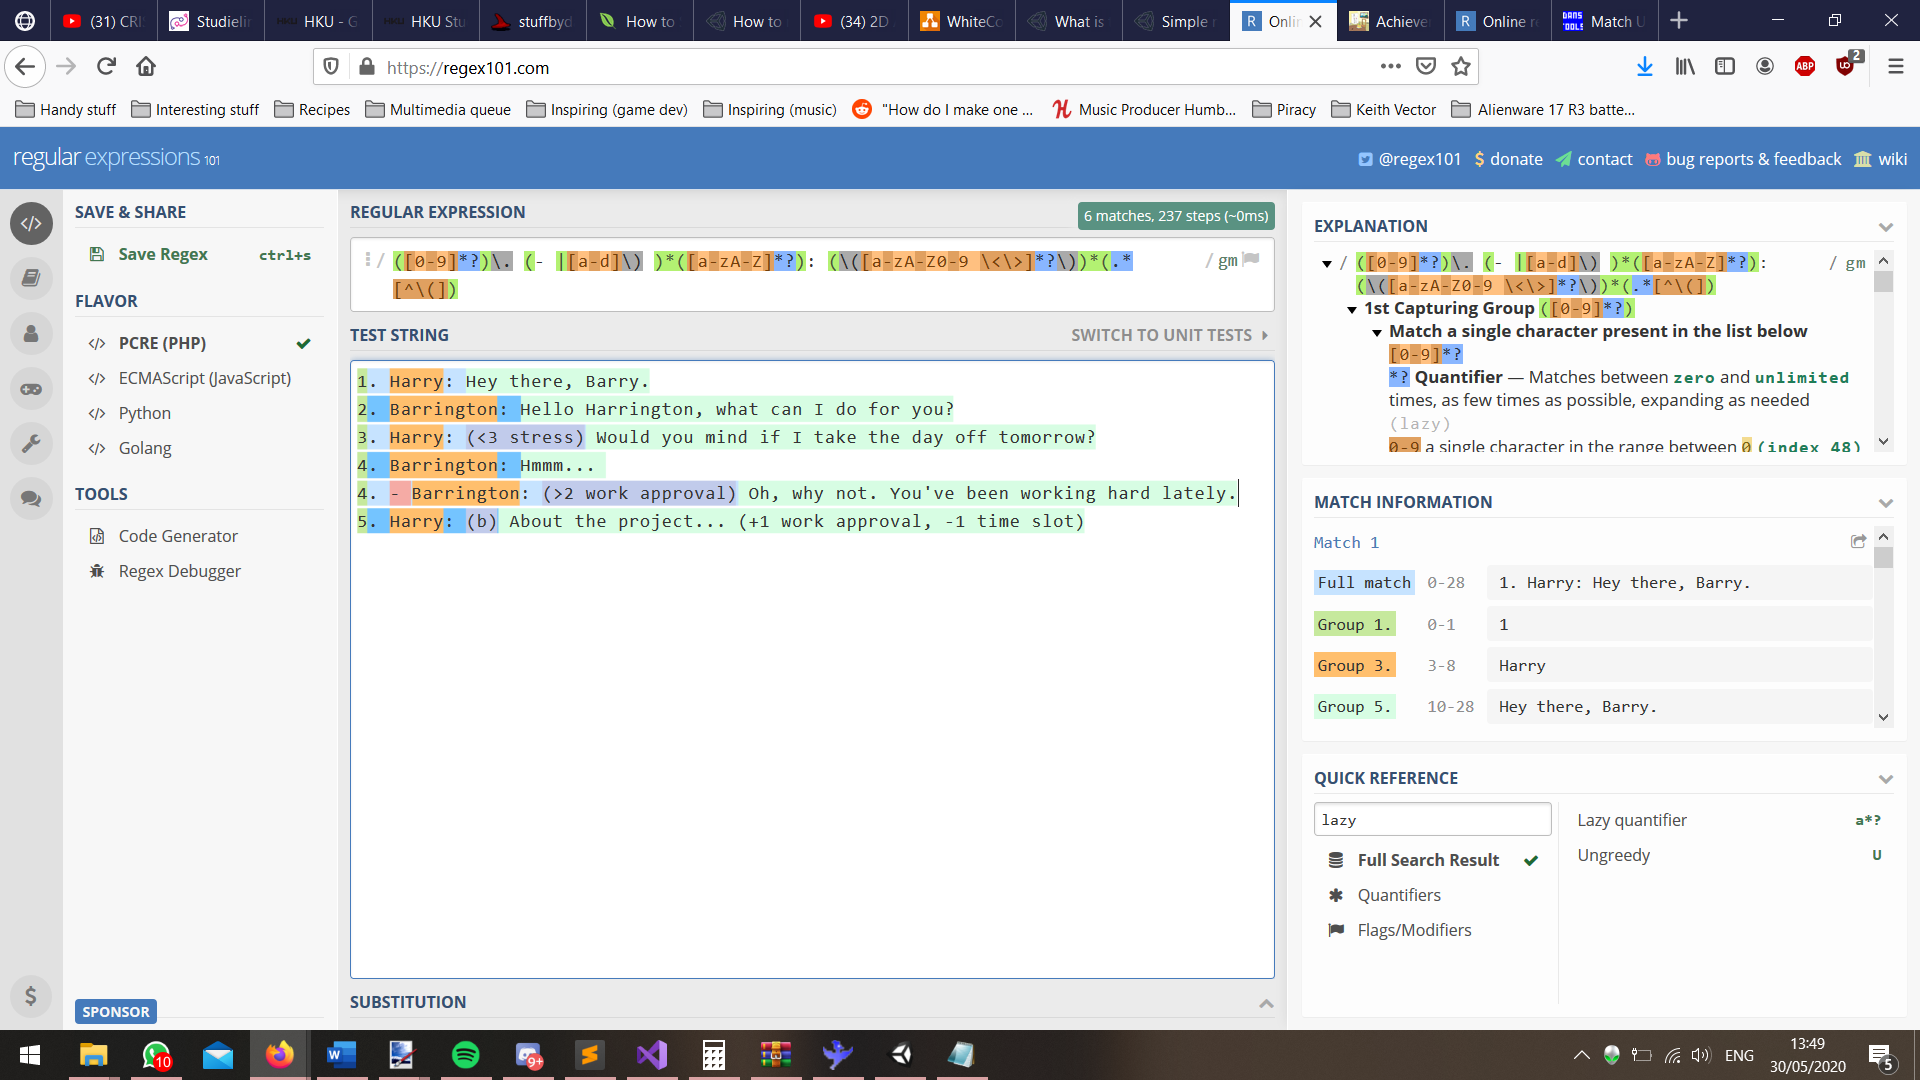 (31) CRI
Studielin
HKU - G
HKU Stu
stuffbyd
How to
How to
(34) 2D
WhiteCo
What is
Simple r
Onlin
Achieve
Online r
Match U
https://regex101.com
2
Handy stuff
Interesting stuff
Recipes
Multimedia queue
Inspiring (game dev)
Inspiring (music)
"How do I make one ...
Music Producer Humb...
Piracy
Keith Vector
Alienware 17 R3 batte...
regular expressions 101
@regex101
$ donate
contact
bug reports & feedback
wiki
SAVE & SHARE
Save Regex ctrl+s
FLAVOR
</> PCRE (PHP)
</> ECMAScript (JavaScript)
</> Python
</> Golang
TOOLS
Code Generator
Regex Debugger
$
SPONSOR
REGULAR EXPRESSION
6 matches, 237 steps (~0ms)
/ ([0-9]*?)\. (- |[a-d]\) )*([a-zA-Z]*?): (\([a-zA-Z0-9 \<\>]*?\))*(.* / gm
[^\(])
TEST STRING
SWITCH TO UNIT TESTS
1. Harry: Hey there, Barry.
2. Barrington: Hello Harrington, what can I do for you?
3. Harry: (<3 stress) Would you mind if I take the day off tomorrow?
4. Barrington: Hmmm...
4. - Barrington: (>2 work approval) Oh, why not. You've been working hard lately.
5. Harry: (b) About the project... (+1 work approval, -1 time slot)
SUBSTITUTION
EXPLANATION
/ ([0-9]*?)\. (- |[a-d]\) )*([a-zA-Z]*?): / gm
(\([a-zA-Z0-9 \<\>]*?\))*(.*[^\(])
1st Capturing Group ([0-9]*?)
Match a single character present in the list below
[0-9]*?
*? Quantifier — Matches between zero and unlimited
times, as few times as possible, expanding as needed
(lazy)
0-9 a single character in the range between 0 (index 48)
MATCH INFORMATION
Match 1
Full match 0-28 1. Harry: Hey there, Barry.
Group 1. 0-1 1
Group 3. 3-8 Harry
Group 5. 10-28 Hey there, Barry.
QUICK REFERENCE
lazy
Full Search Result
Quantifiers
Flags/Modifiers
Lazy quantifier a*?
Ungreedy U
10
9+
ENG
13:49
30/05/2020
5